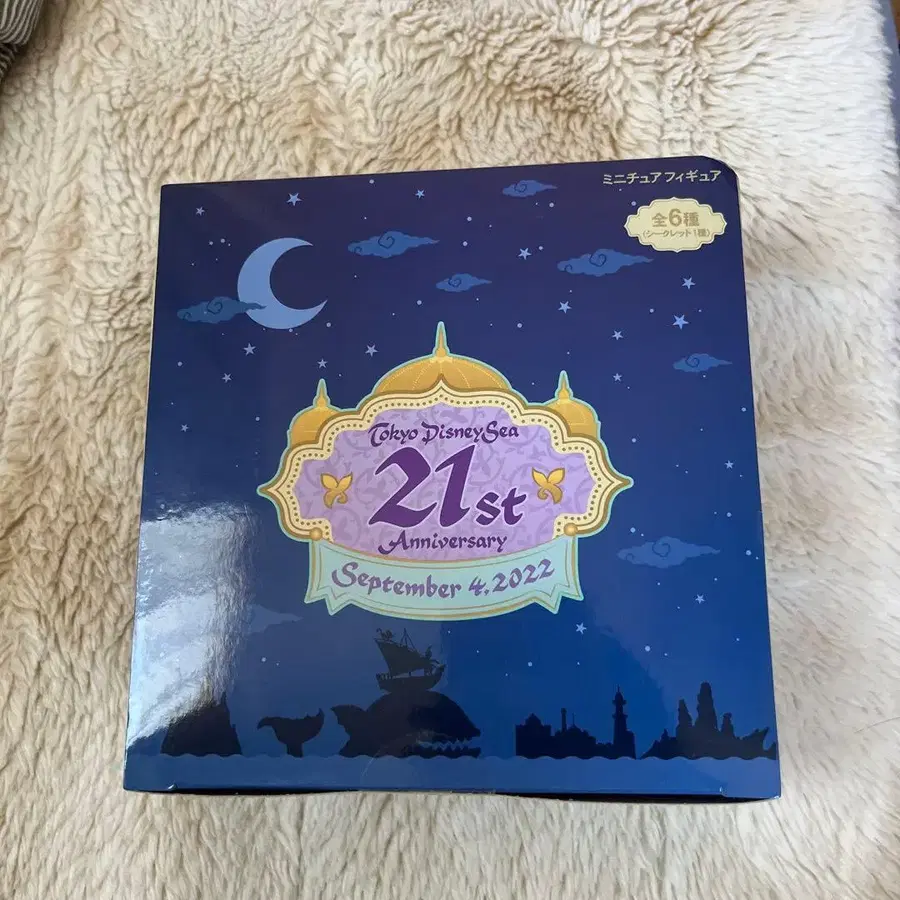 ミニチュア フィギュア
全6種
(シークレット1種)
Tokyo DisneySea
21st
Anniversary
September 4, 2022